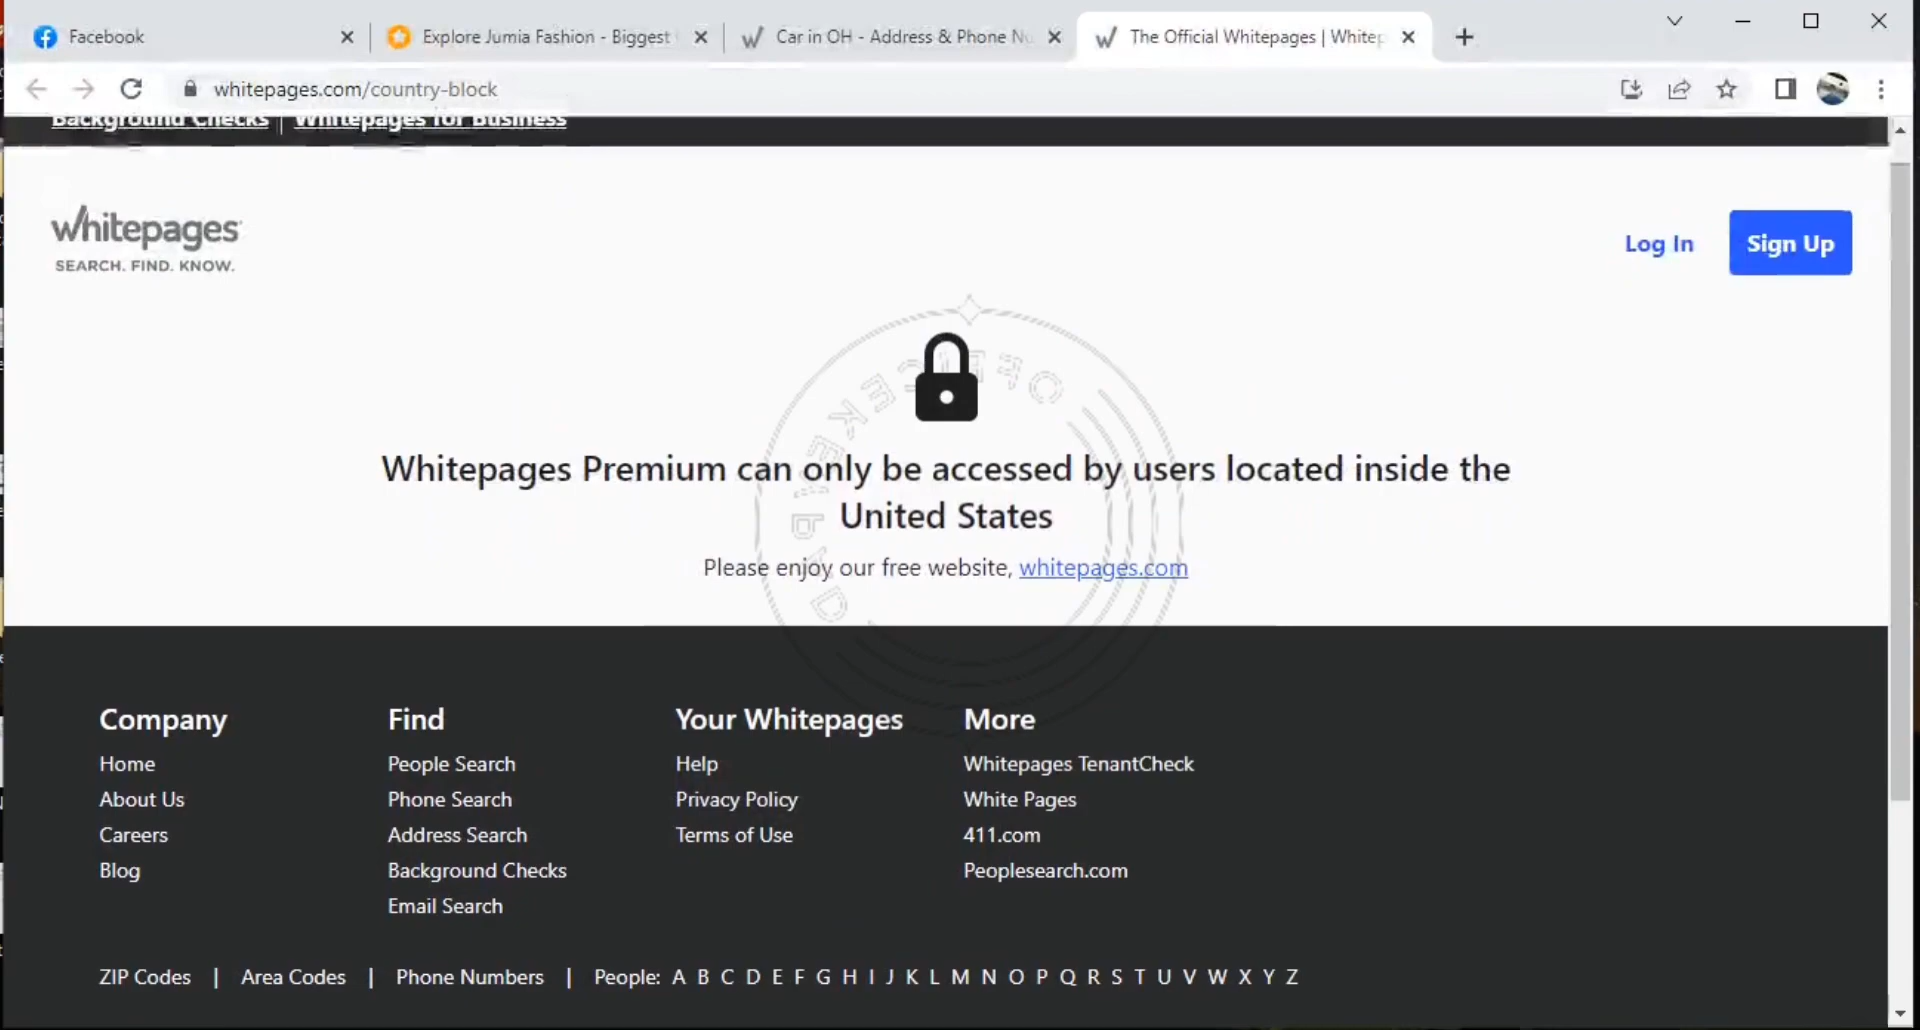 Facebook
Explore Jumia Fashion - Biggest
Car in OH - Address & Phone Nu
The Official Whitepages | Whitep
whitepages.com/country-block
Background Checks | Whitepages for Business
whitepages
SEARCH. FIND. KNOW.
Log In
Sign Up
Whitepages Premium can only be accessed by users located inside the
United States
Please enjoy our free website, whitepages.com
Company
Home
About Us
Careers
Blog
Find
People Search
Phone Search
Address Search
Background Checks
Email Search
Your Whitepages
Help
Privacy Policy
Terms of Use
More
Whitepages TenantCheck
White Pages
411.com
Peoplesearch.com
ZIP Codes | Area Codes | Phone Numbers | People: A B C D E F G H I J K L M N O P Q R S T U V W X Y Z